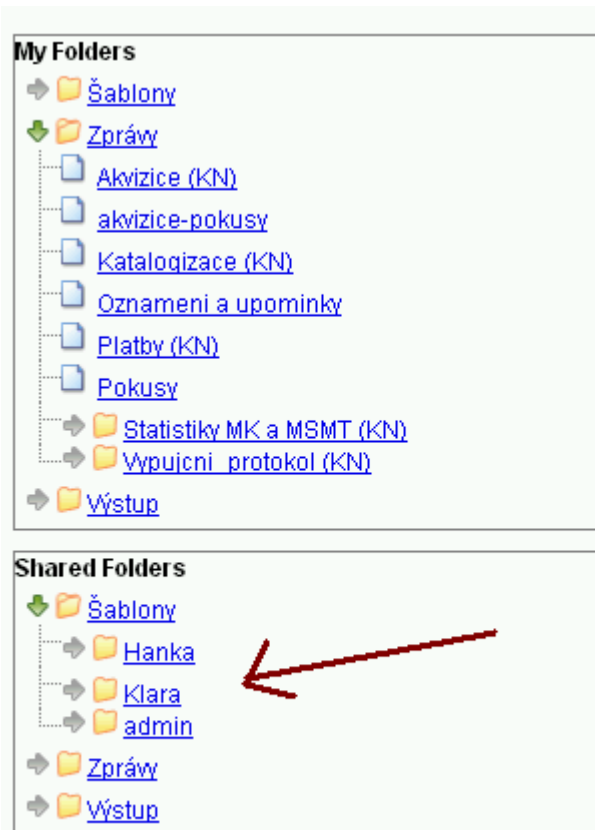 My Folders
Šablony
Zprávy
Akvizice (KN)
akvizice-pokusy
Katalogizace (KN)
Oznameni a upominky
Platby (KN)
Pokusy
Statistiky MK a MSMT (KN)
Vypujcni_protokol (KN)
Výstup
Shared Folders
Šablony
Hanka
Klara
admin
Zprávy
Výstup